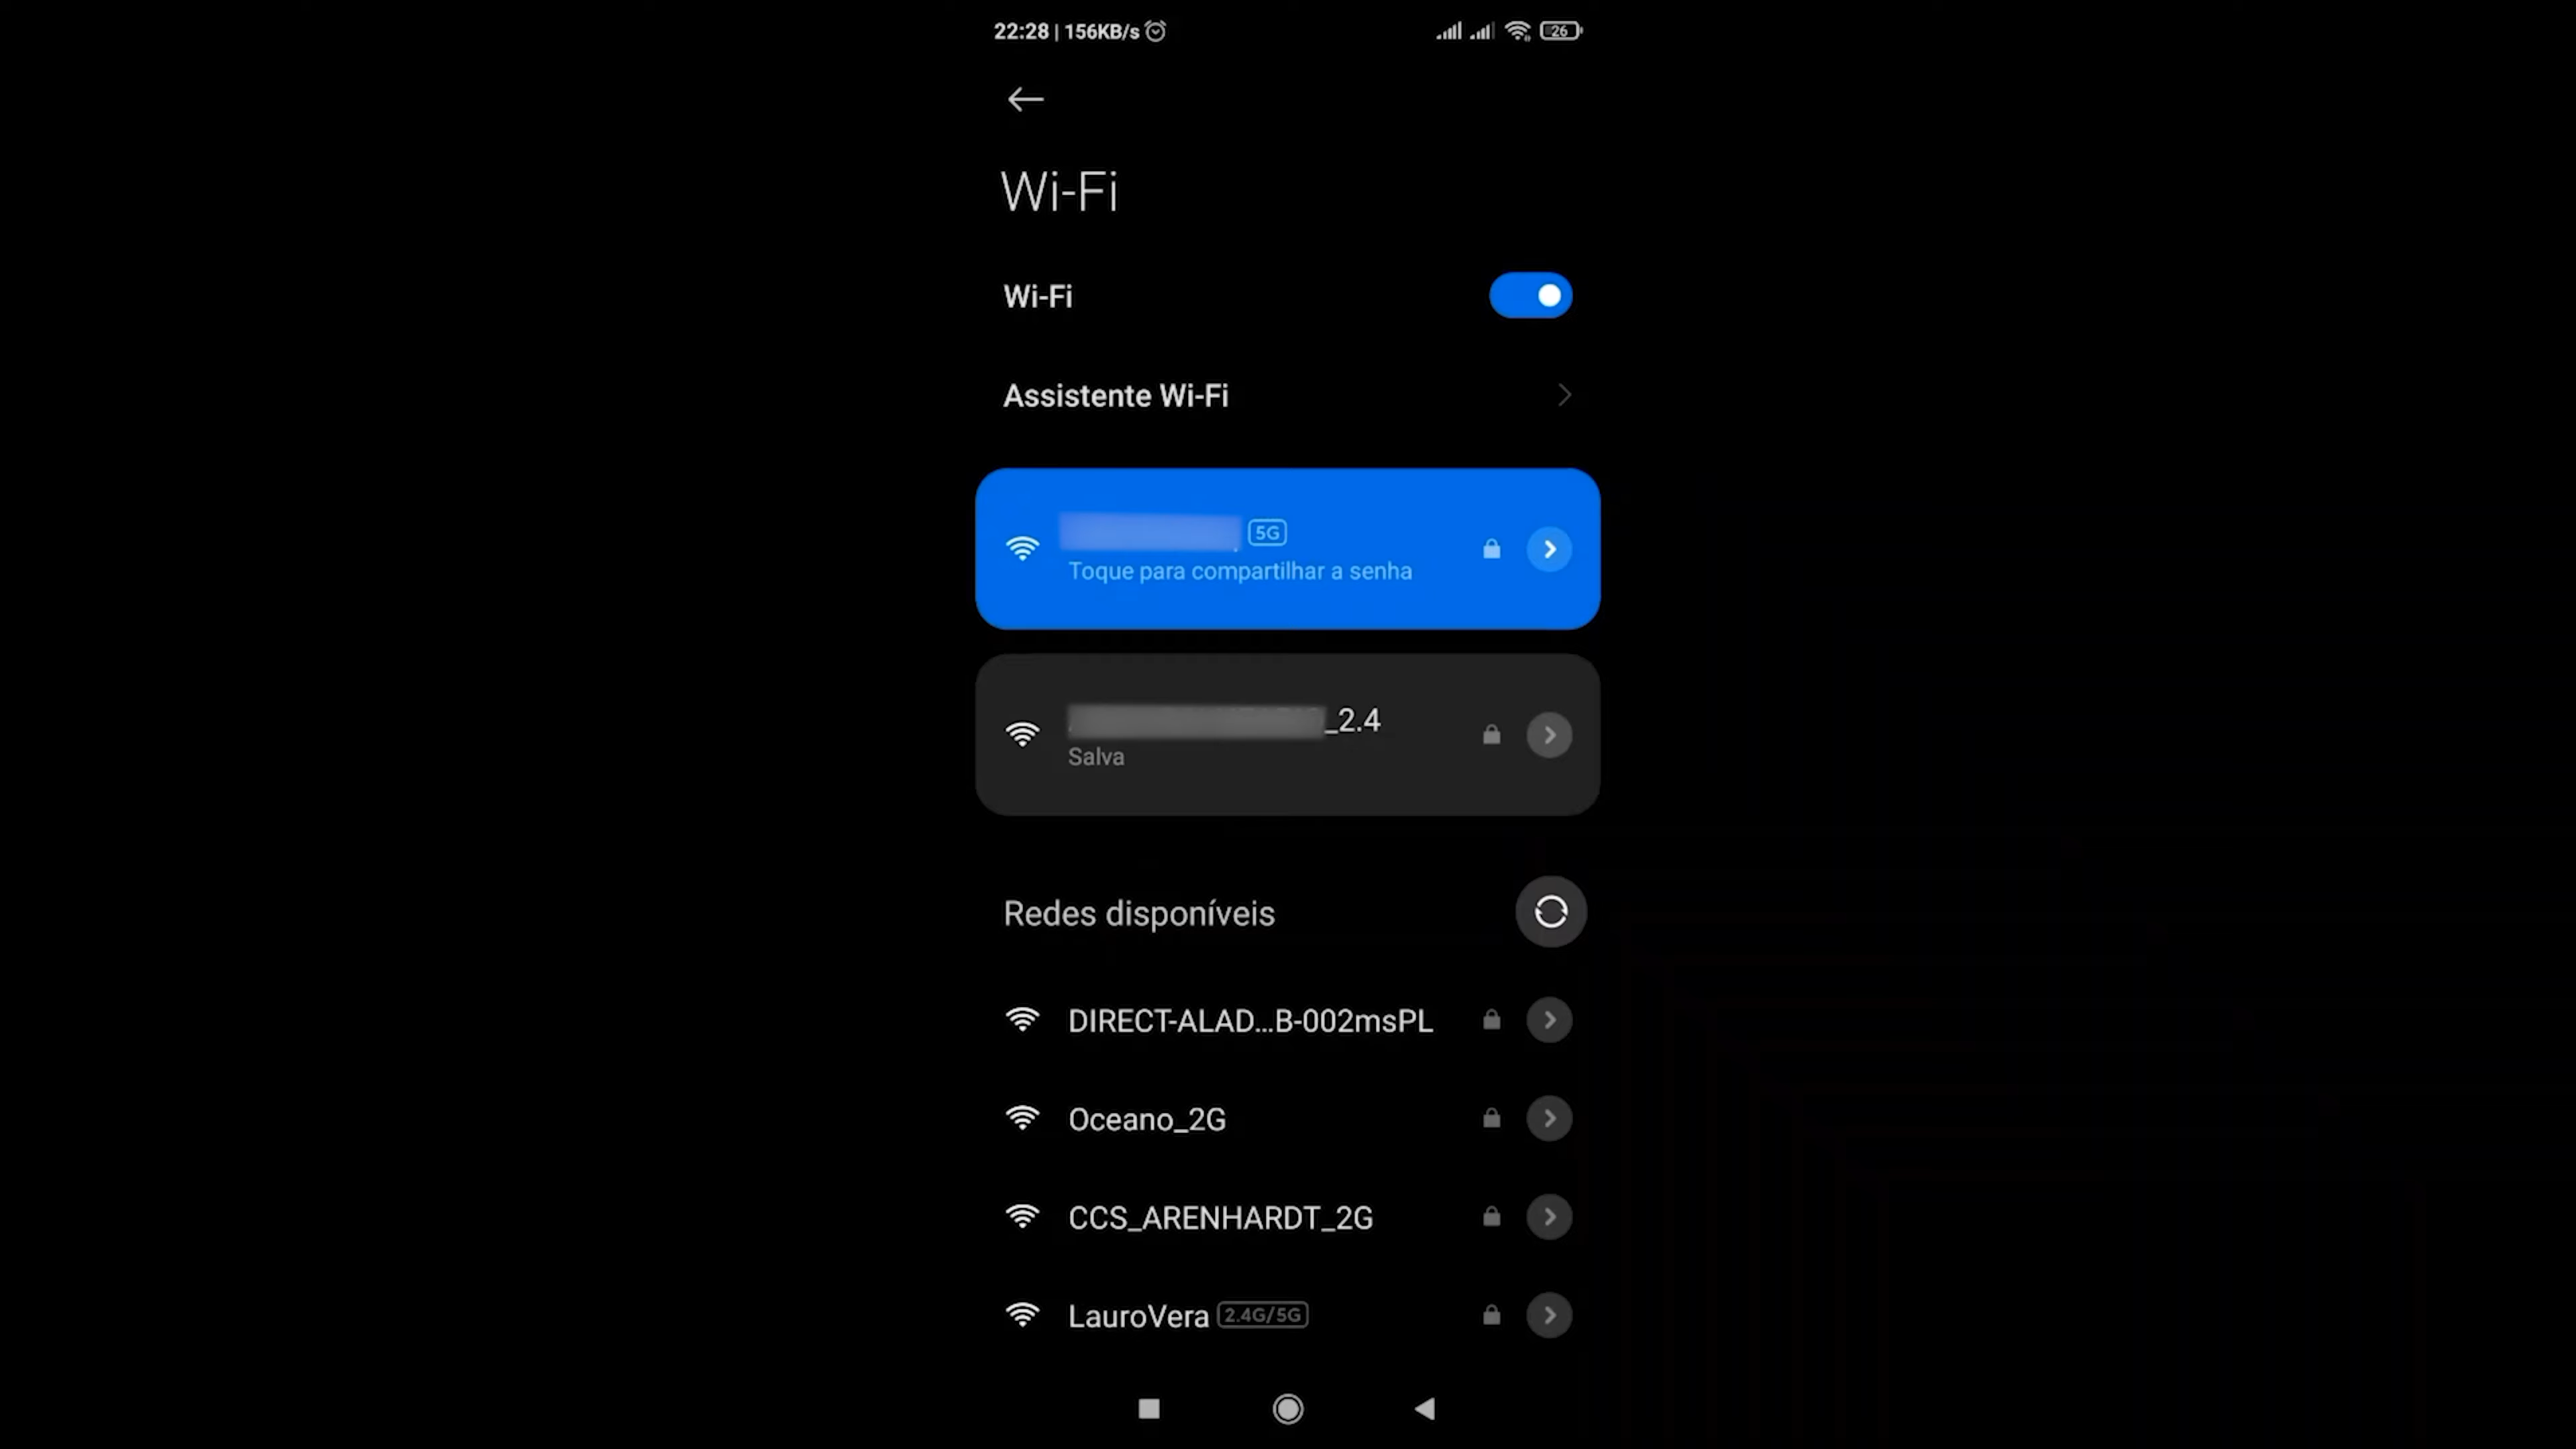 22:28 | 156KB/s
26
Wi-Fi
Wi-Fi
Assistente Wi-Fi
5G
Toque para compartilhar a senha
_2.4
Salva
Redes disponíveis
DIRECT-ALAD...B-002msPL
Oceano_2G
CCS_ARENHARDT_2G
LauroVera 2.4G/5G